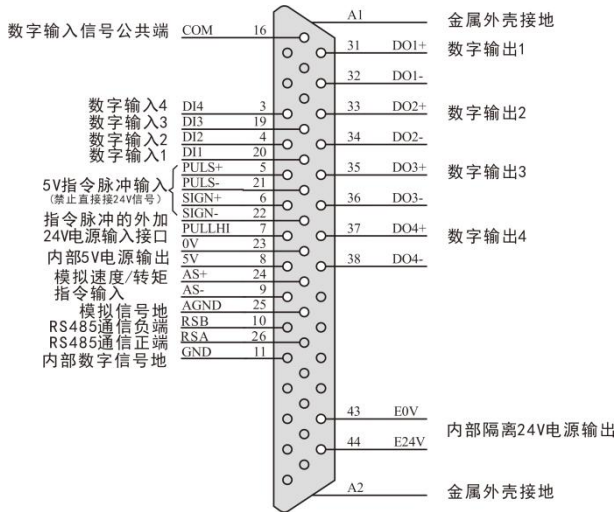 A1 金属外壳接地
数字输入信号公共端 COM 16
31 DO1+ 数字输出1
32 DO1-
数字输入4 DI4 3
33 DO2+ 数字输出2
数字输入3 DI3 19
数字输入2 DI2 4
34 DO2-
数字输入1 DI1 20
PULS+ 5
35 DO3+ 数字输出3
5V指令脉冲输入 PULS- 21
(禁止直接接24V信号) SIGN+ 6
36 DO3-
指令脉冲的外加 SIGN- 22
24V电源输入接口 PULLHI 7
37 DO4+ 数字输出4
0V 23
内部5V电源输出 5V 8
38 DO4-
模拟速度/转矩 AS+ 24
指令输入 AS- 9
模拟信号地 AGND 25
RS485通信负端 RSB 10
RS485通信正端 RSA 26
内部数字信号地 GND 11
43 E0V
内部隔离24V电源输出
44 E24V
A2 金属外壳接地